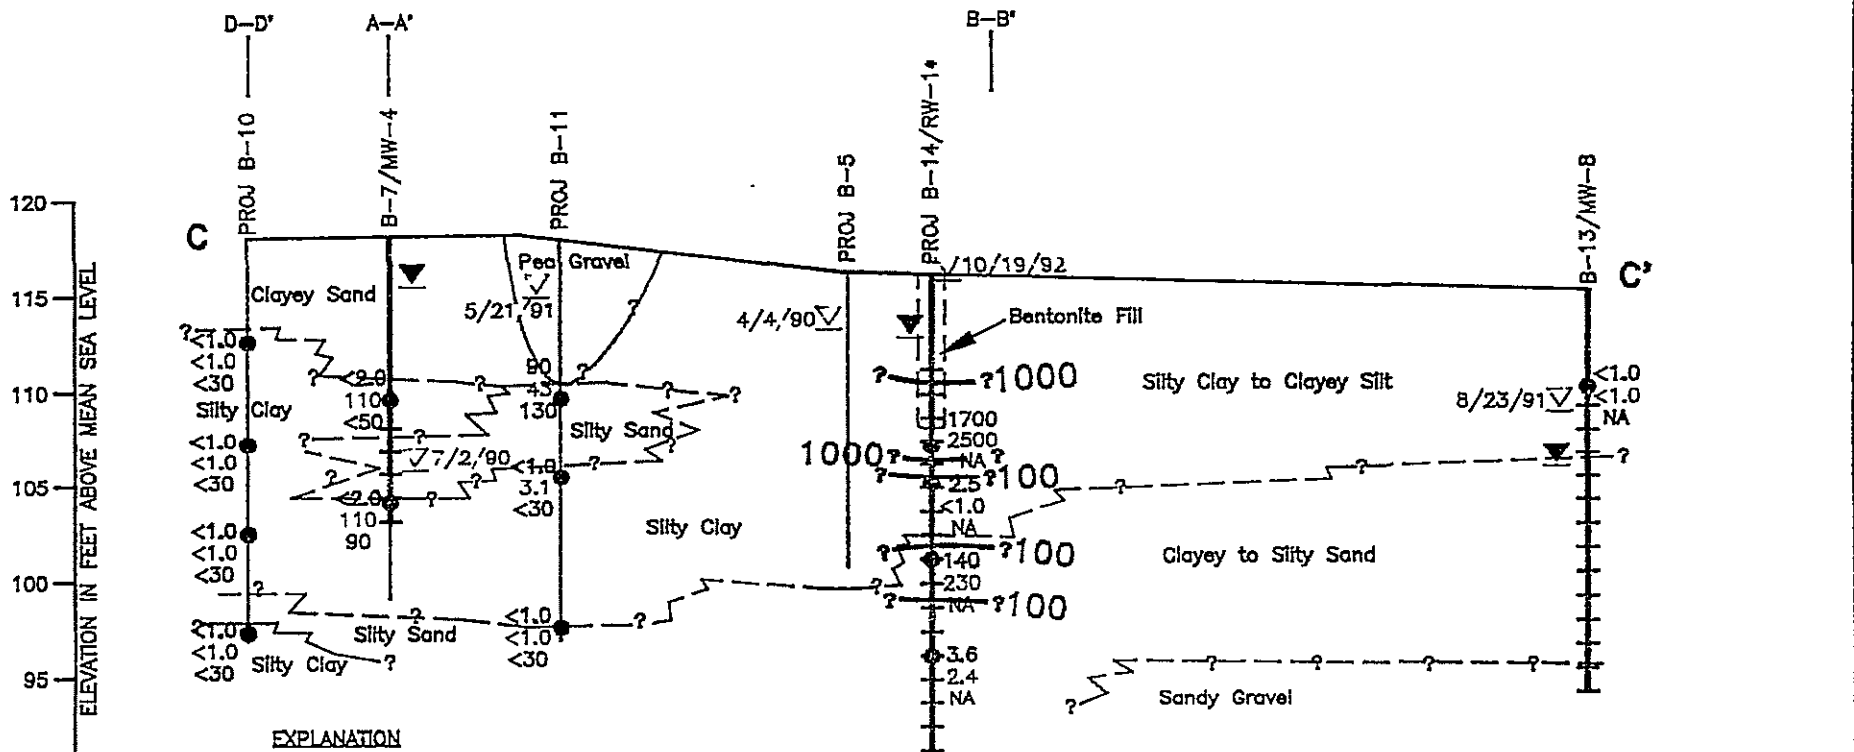 D-D'
A-A'
B-B'
PROJ B-10
B-7/MW-4
PROJ B-11
PROJ B-5
PROJ B-14/RW-1*
B-13/MW-8
ELEVATION IN FEET ABOVE MEAN SEA LEVEL
120
115
110
105
100
95
C
C'
Pea Gravel
10/19/92
Clayey Sand
5/21/91
4/4/90
Bentonite Fill
?
<1.0
<1.0
<30
?
<2.0
110
<50
?
?
90
43
130
?
?
?
?
? ?1000
Silty Clay to Clayey Silt
8/23/91
<1.0
<1.0
NA
Silty Clay
Silty Sand
1700
2500
NA
1000? ?
<1.0
<1.0
<30
?
?
7/2/90
?
?
?
?
<1.0
3.1
<30
? ?100
2.5
<1.0
NA
?
?
?
<2.0
110
90
?
Silty Clay
Clayey to Silty Sand
<1.0
<1.0
<30
? ?100
140
230
NA
? ?100
?
?
?
?
<1.0
<1.0
<30
Silty Sand
<1.0
<1.0
<30
Silty Clay
?
3.6
2.4
NA
?
?
?
?
?
Sandy Gravel
EXPLANATION